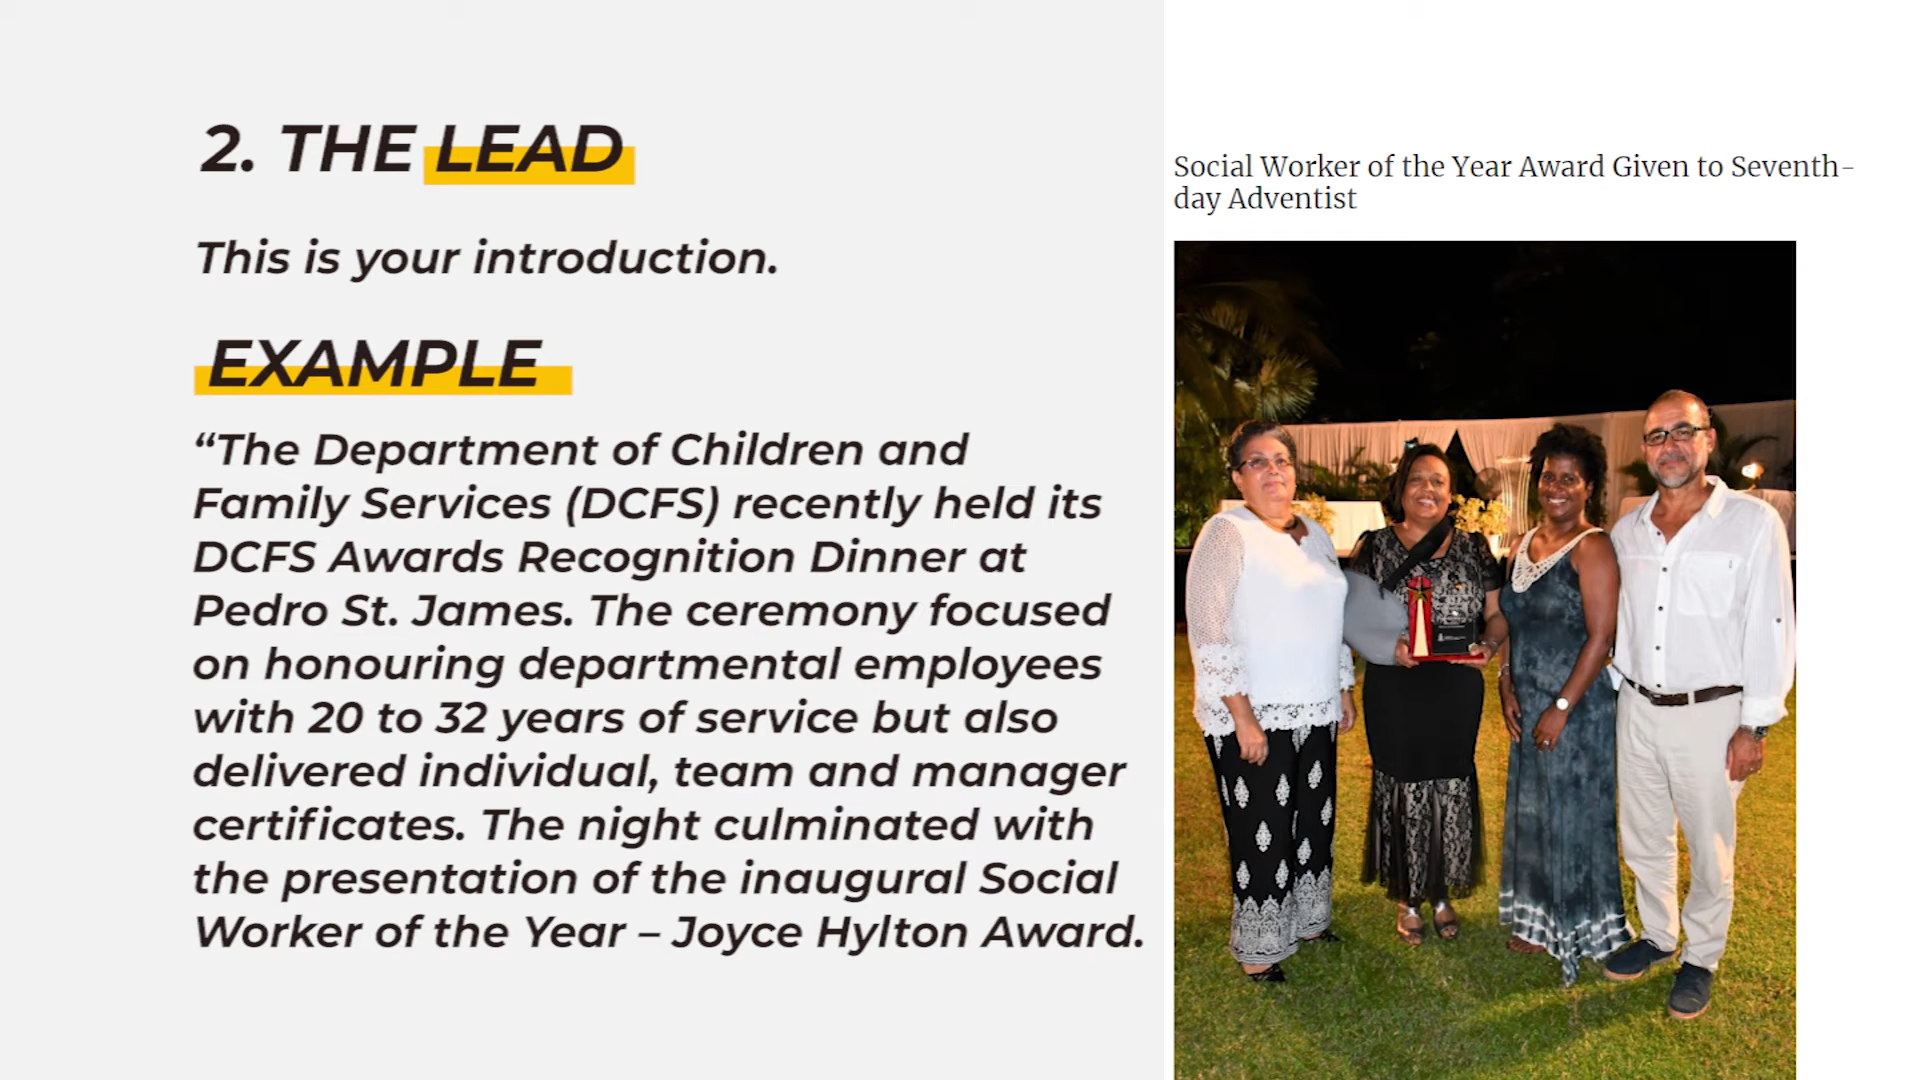 2. THE LEAD
This is your introduction.
EXAMPLE
“The Department of Children and
Family Services (DCFS) recently held its
DCFS Awards Recognition Dinner at
Pedro St. James. The ceremony focused
on honouring departmental employees
with 20 to 32 years of service but also
delivered individual, team and manager
certificates. The night culminated with
the presentation of the inaugural Social
Worker of the Year – Joyce Hylton Award.
Social Worker of the Year Award Given to Seventh-
day Adventist